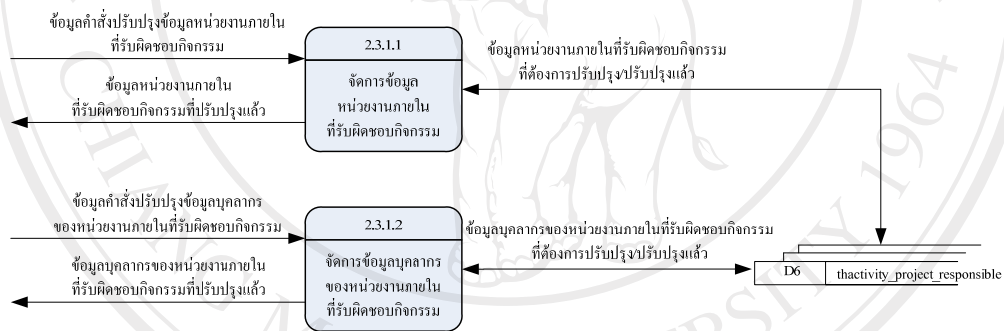 ข้อมูลคำสั่งปรับปรุงข้อมูลหน่วยงานภายใน
ที่รับผิดชอบกิจกรรม
ข้อมูลหน่วยงานภายใน
ที่รับผิดชอบกิจกรรมที่ปรับปรุงแล้ว
2.3.1.1
จัดการข้อมูล
หน่วยงานภายใน
ที่รับผิดชอบกิจกรรม
ข้อมูลหน่วยงานภายในที่รับผิดชอบกิจกรรม
ที่ต้องการปรับปรุง/ปรับปรุงแล้ว
ข้อมูลคำสั่งปรับปรุงข้อมูลบุคลากร
ของหน่วยงานภายในที่รับผิดชอบกิจกรรม
ข้อมูลบุคลากรของหน่วยงานภายใน
ที่รับผิดชอบกิจกรรมที่ปรับปรุงแล้ว
2.3.1.2
จัดการข้อมูลบุคลากร
ของหน่วยงานภายใน
ที่รับผิดชอบกิจกรรม
ข้อมูลบุคลากรของหน่วยงานภายในที่รับผิดชอบกิจกรรม
ที่ต้องการปรับปรุง/ปรับปรุงแล้ว
D6 thactivity_project_responsible
1964